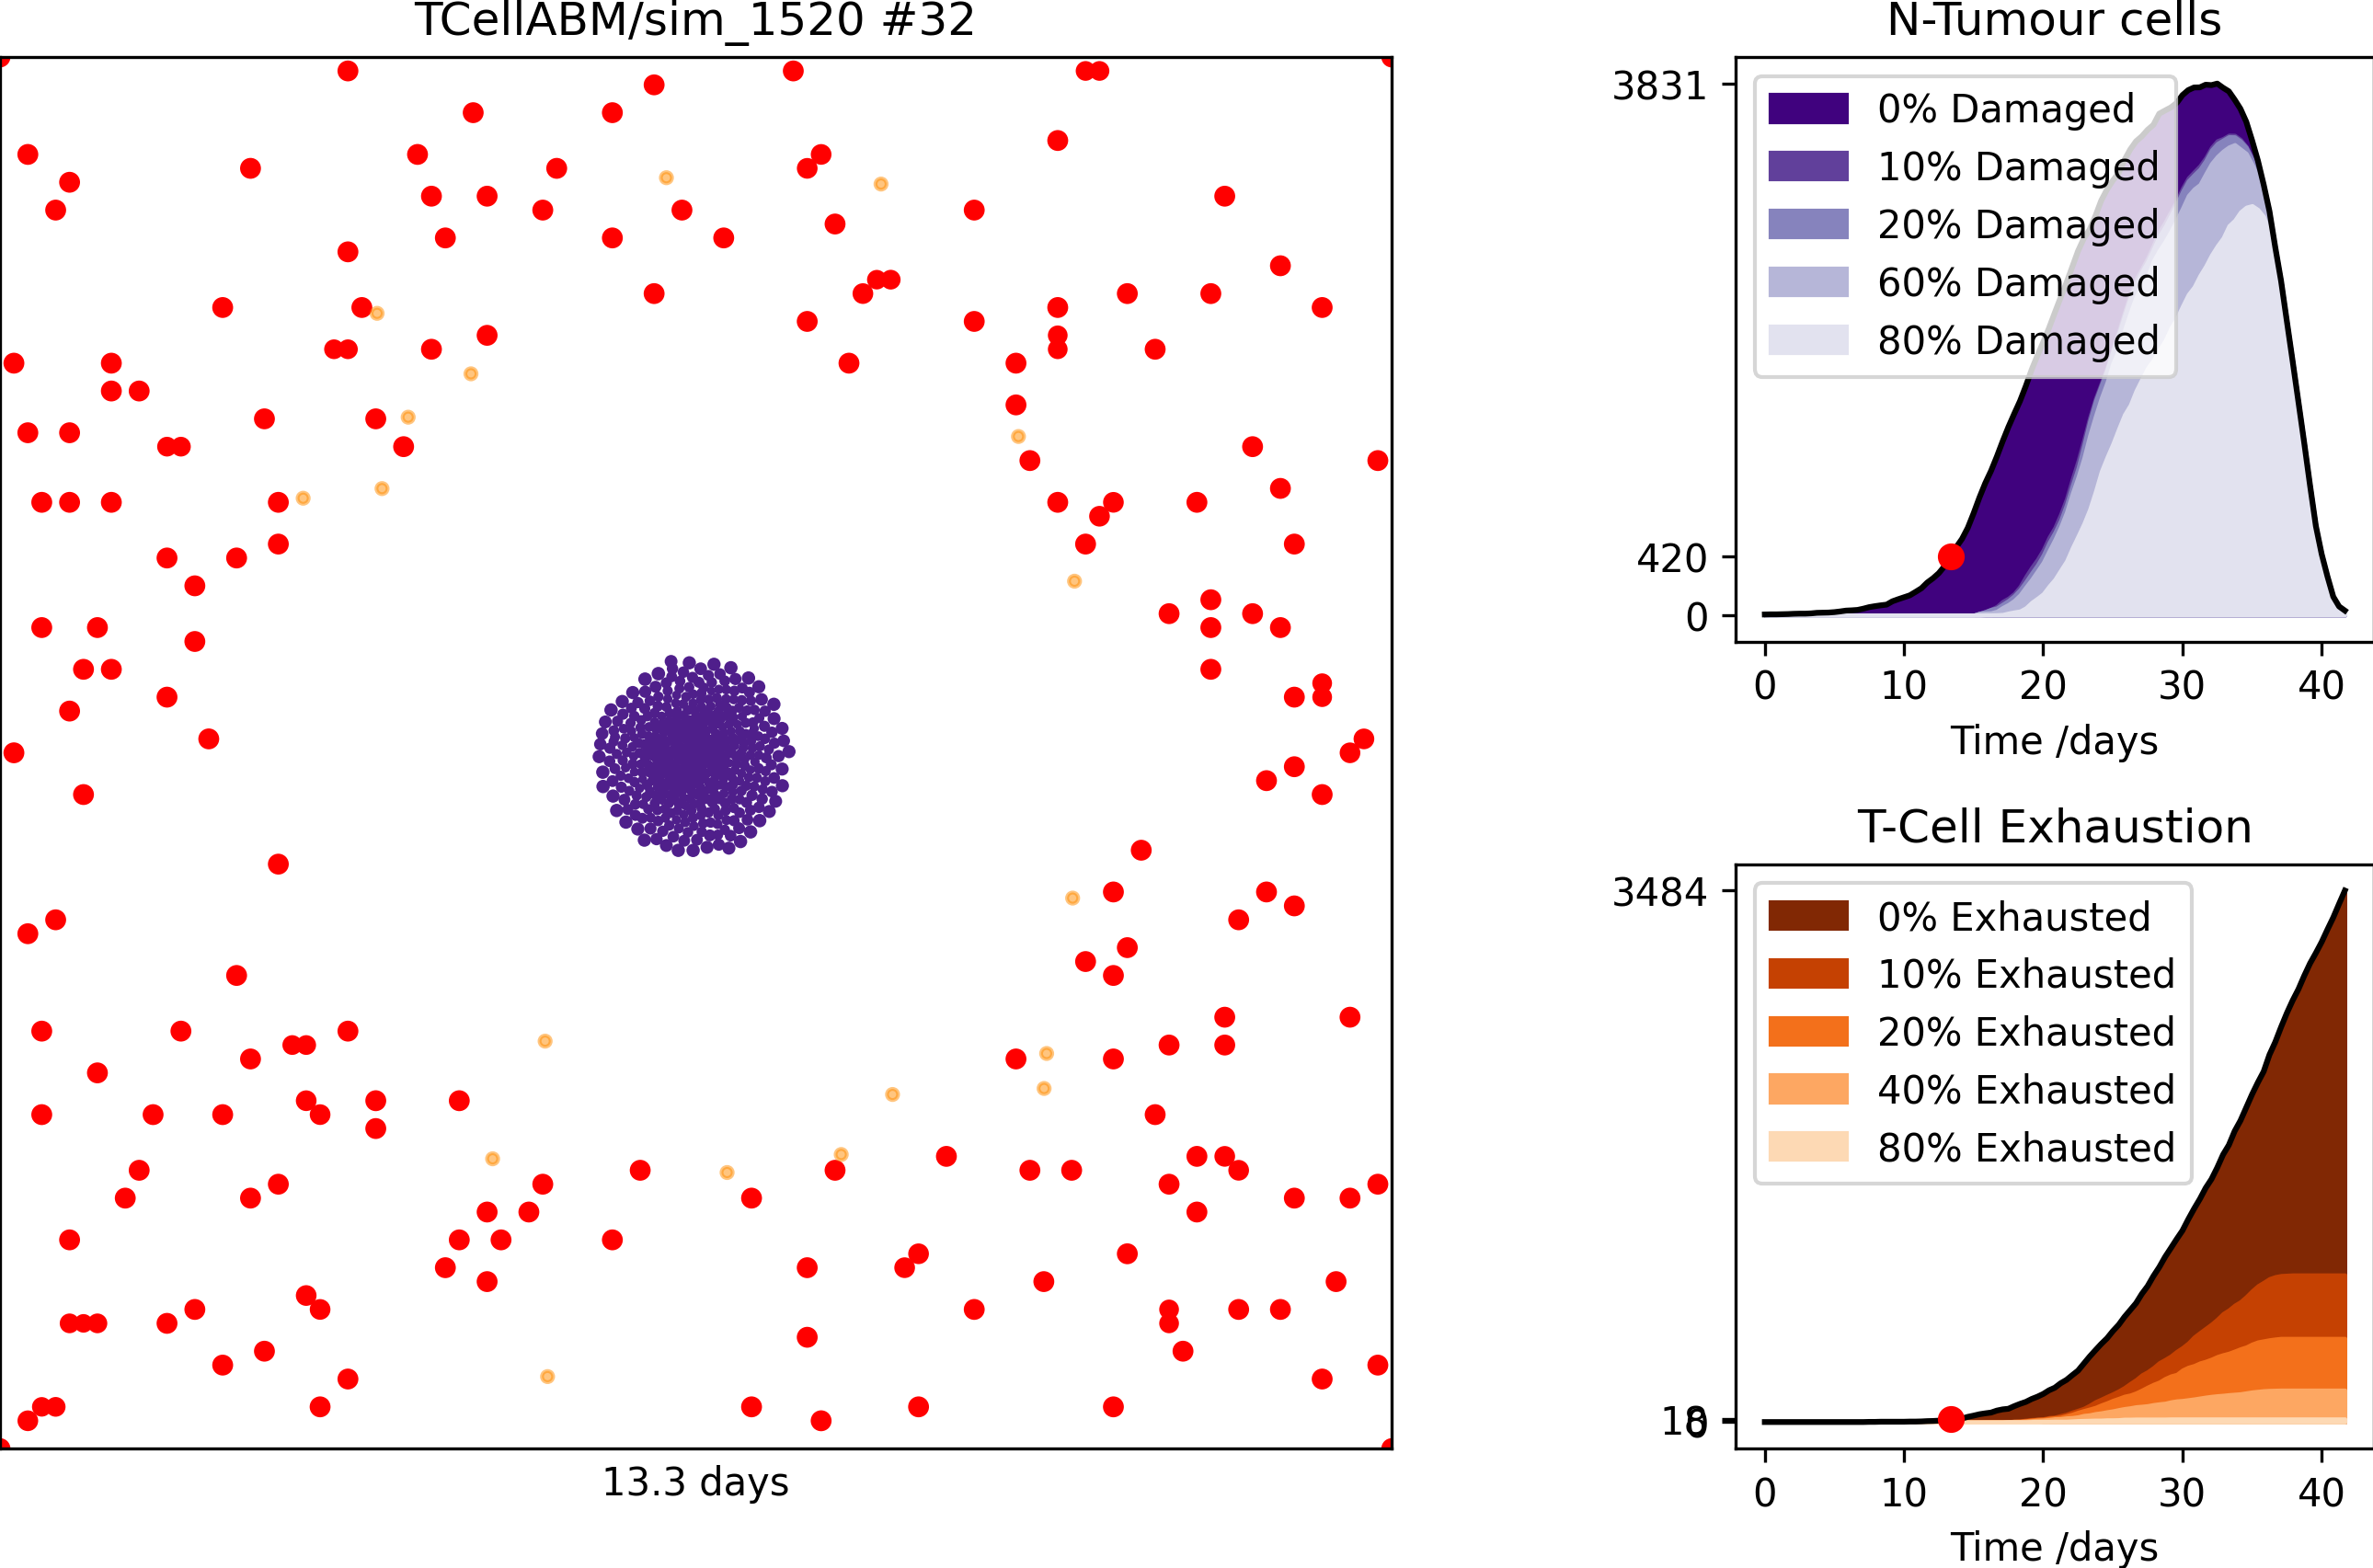 TCellABM/sim_1520 #32
13.3 days
N-Tumour cells
3831
420
0
0% Damaged
10% Damaged
20% Damaged
60% Damaged
80% Damaged
0 10 20 30 40
Time /days
T-Cell Exhaustion
3484
18
0
0% Exhausted
10% Exhausted
20% Exhausted
40% Exhausted
80% Exhausted
0 10 20 30 40
Time /days